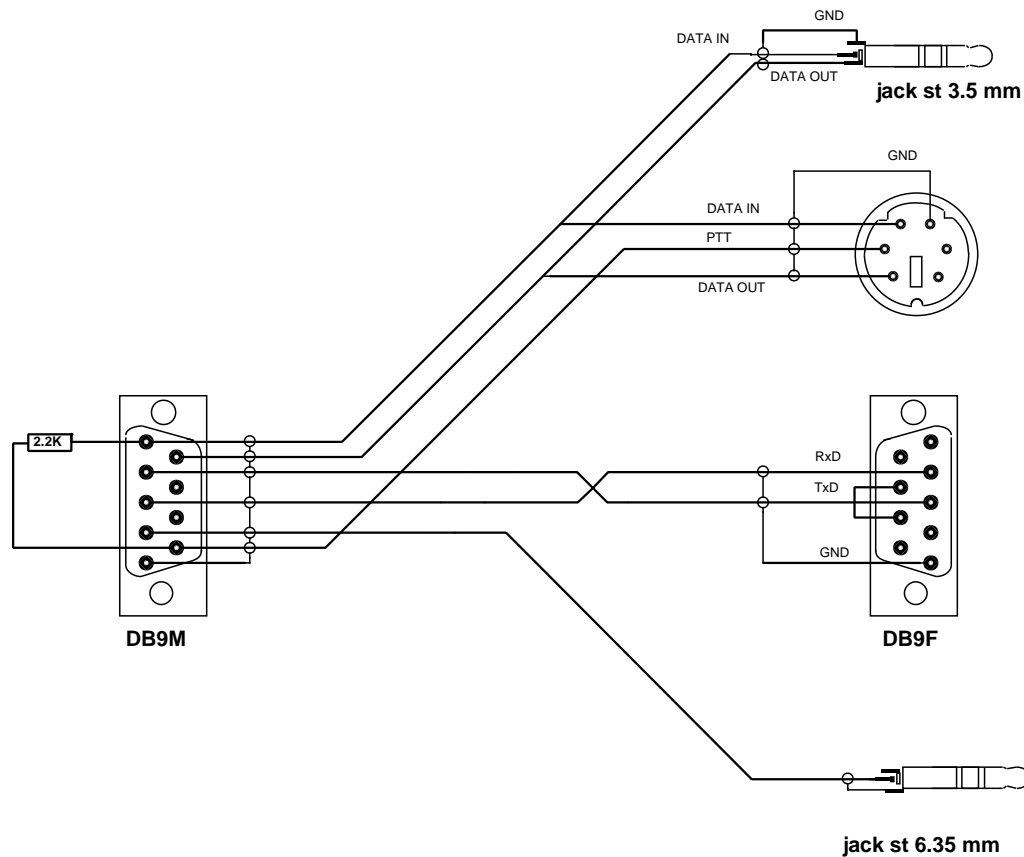 GND
DATA IN
DATA OUT
jack st 3.5 mm
GND
DATA IN
PTT
DATA OUT
2.2K
RxD
TxD
GND
DB9M
DB9F
jack st 6.35 mm